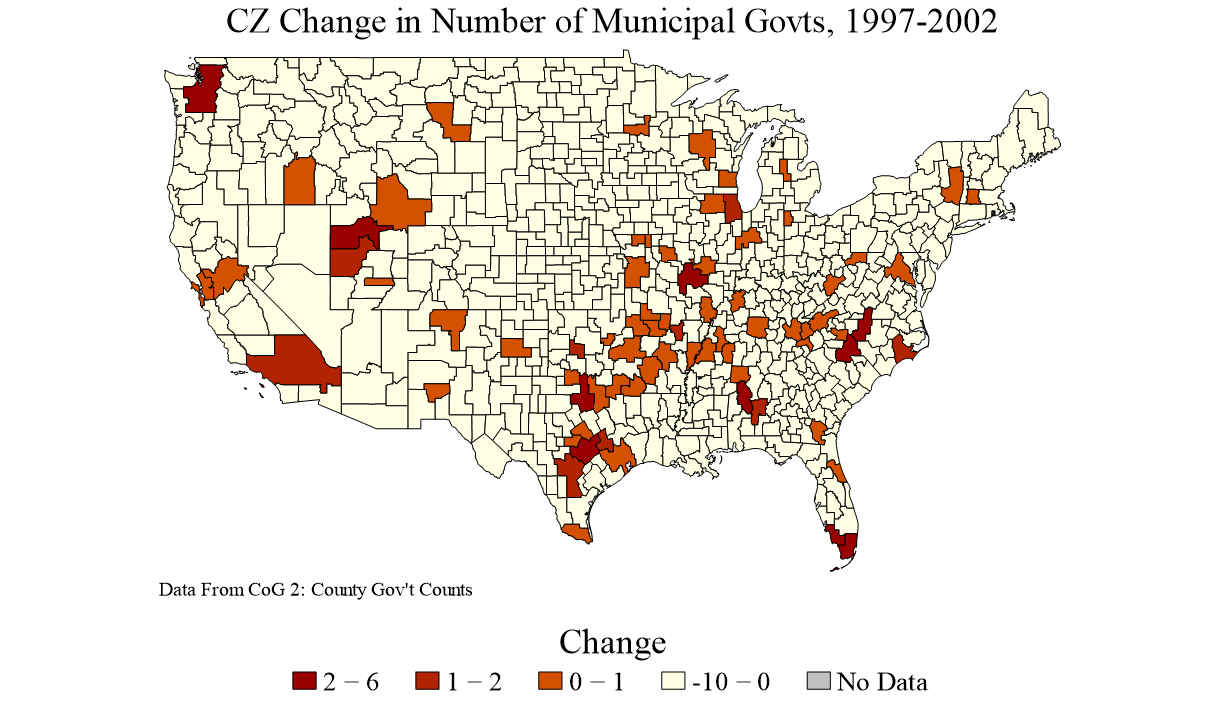 CZ Change in Number of Municipal Govts, 1997-2002
Data From CoG 2: County Gov't Counts
Change
2 − 6
1 − 2
0 − 1
-10 − 0
No Data